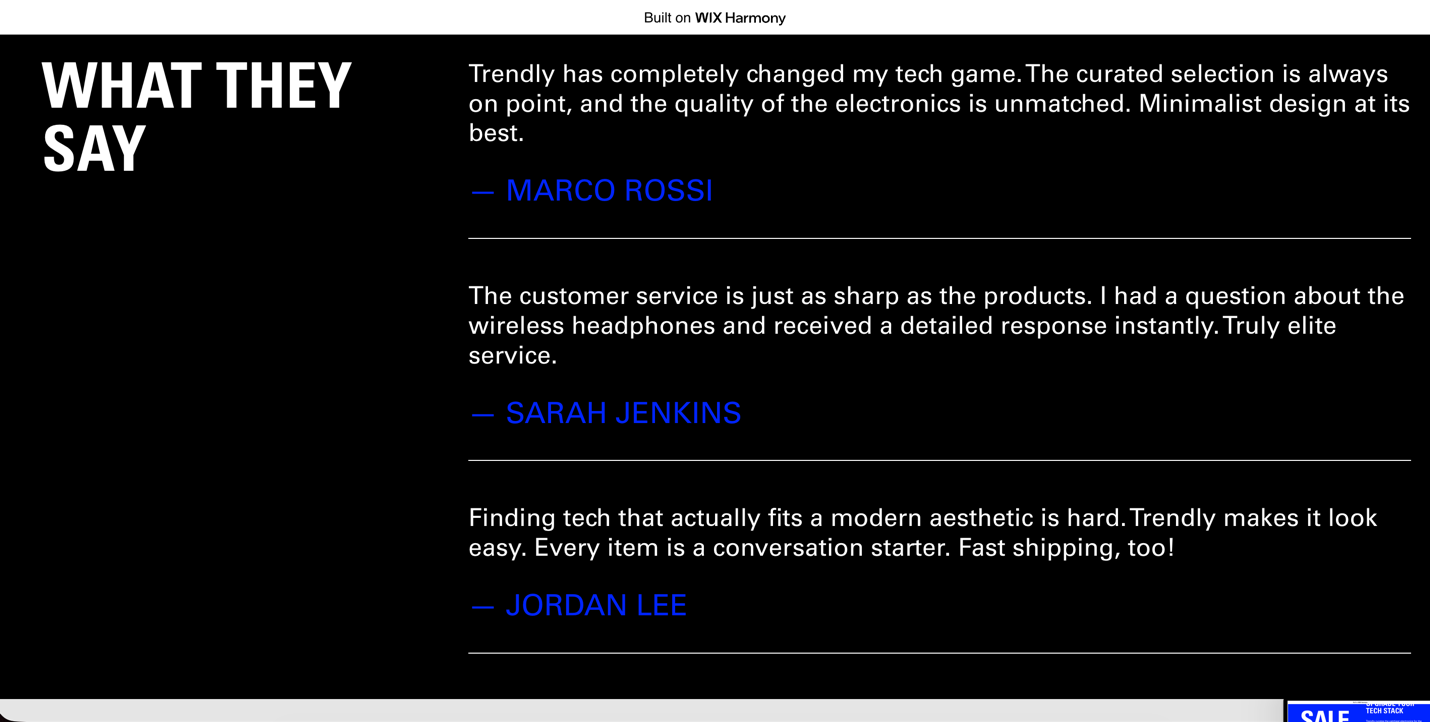 Built on WIX Harmony
WHAT THEY
SAY
Trendly has completely changed my tech game. The curated selection is always
on point, and the quality of the electronics is unmatched. Minimalist design at its
best.
— MARCO ROSSI
The customer service is just as sharp as the products. I had a question about the
wireless headphones and received a detailed response instantly. Truly elite
service.
— SARAH JENKINS
Finding tech that actually fits a modern aesthetic is hard. Trendly makes it look
easy. Every item is a conversation starter. Fast shipping, too!
— JORDAN LEE
SALE
UPGRADE YOUR
TECH STACK